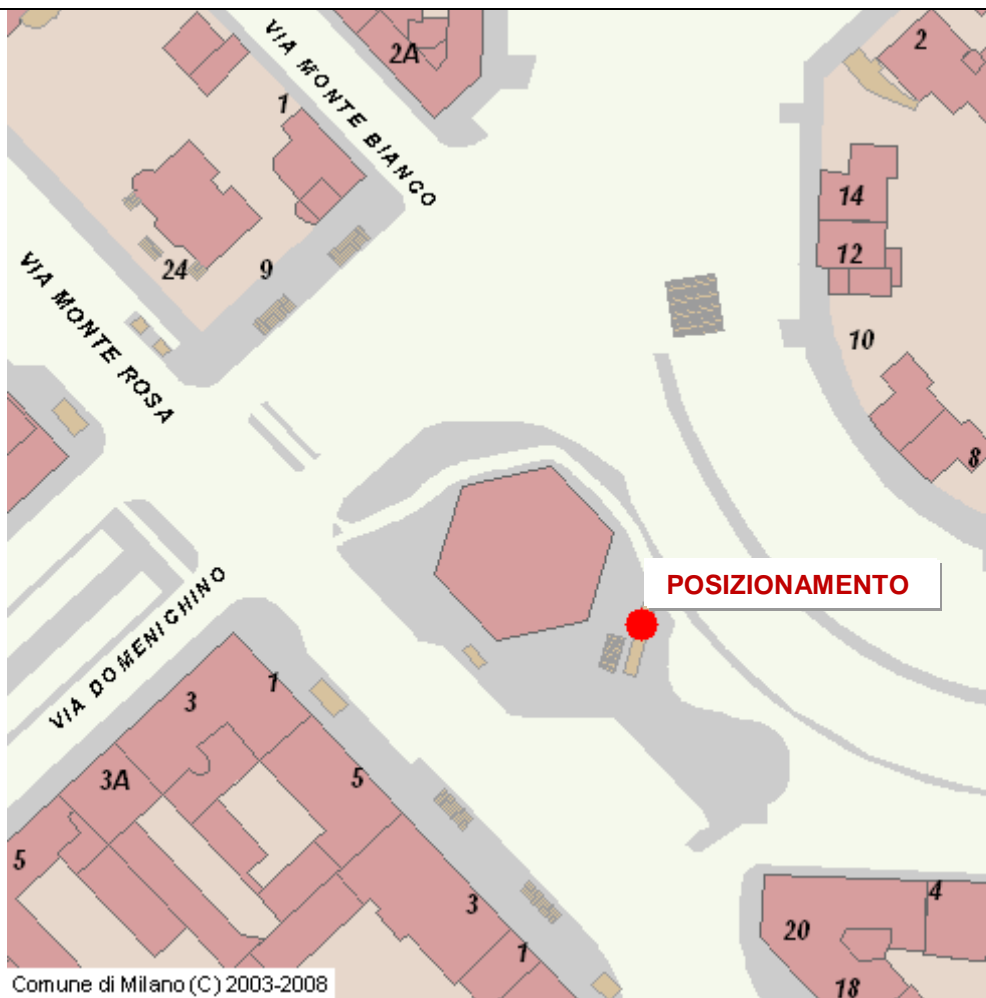 2
2A
VIA MONTE BIANCO
1
14
12
24
9
VIA MONTE ROSA
10
8
POSIZIONAMENTO
VIA DOMENICHINO
1
3
3A
5
5
3
4
1
20
18
Comune di Milano (C) 2003-2008